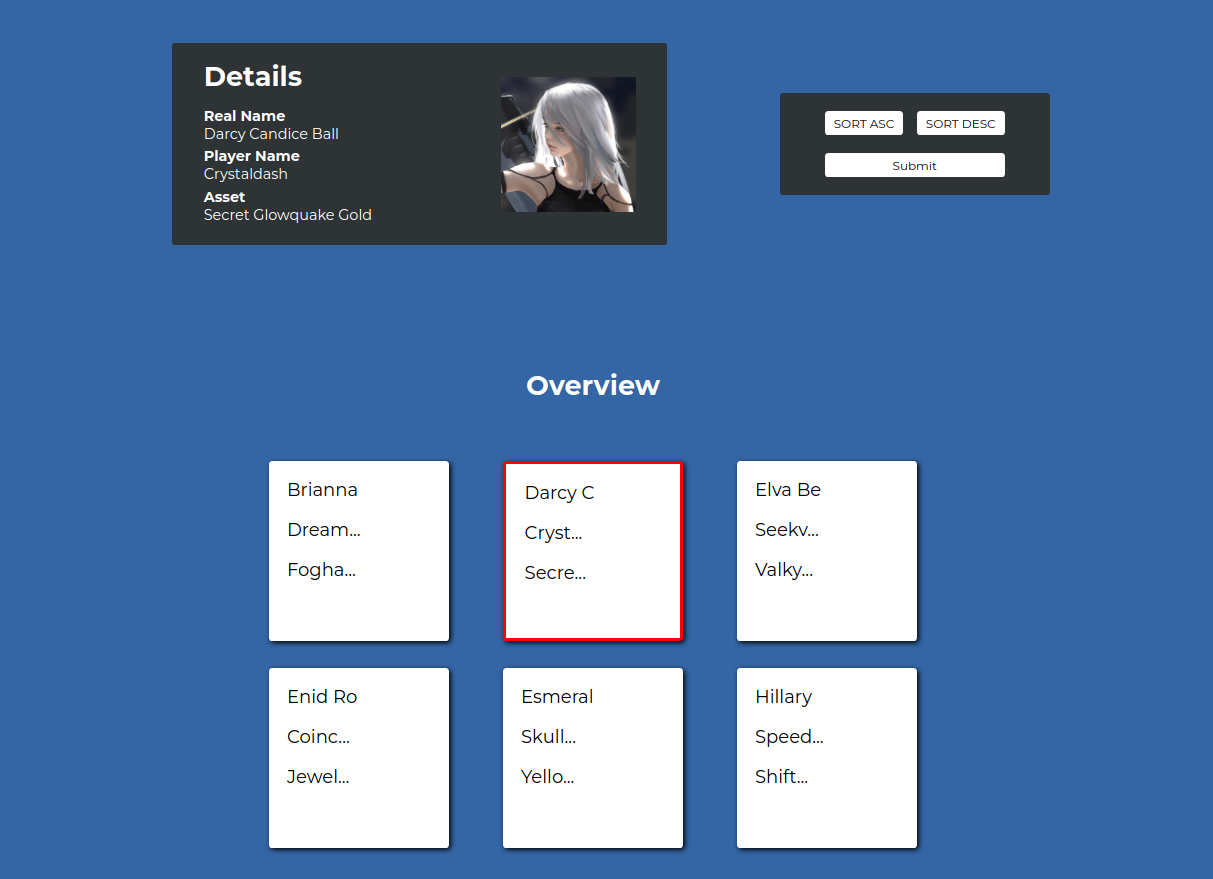 Details
Real Name
Darcy Candice Ball
Player Name
Crystaldash
Asset
Secret Glowquake Gold
SORT ASC
SORT DESC
Submit
Overview
Brianna
Dream...
Fogha...
Darcy C
Cryst...
Secre...
Elva Be
Seekv...
Valky...
Enid Ro
Coinc...
Jewel...
Esmeral
Skull...
Yello...
Hillary
Speed...
Shift...